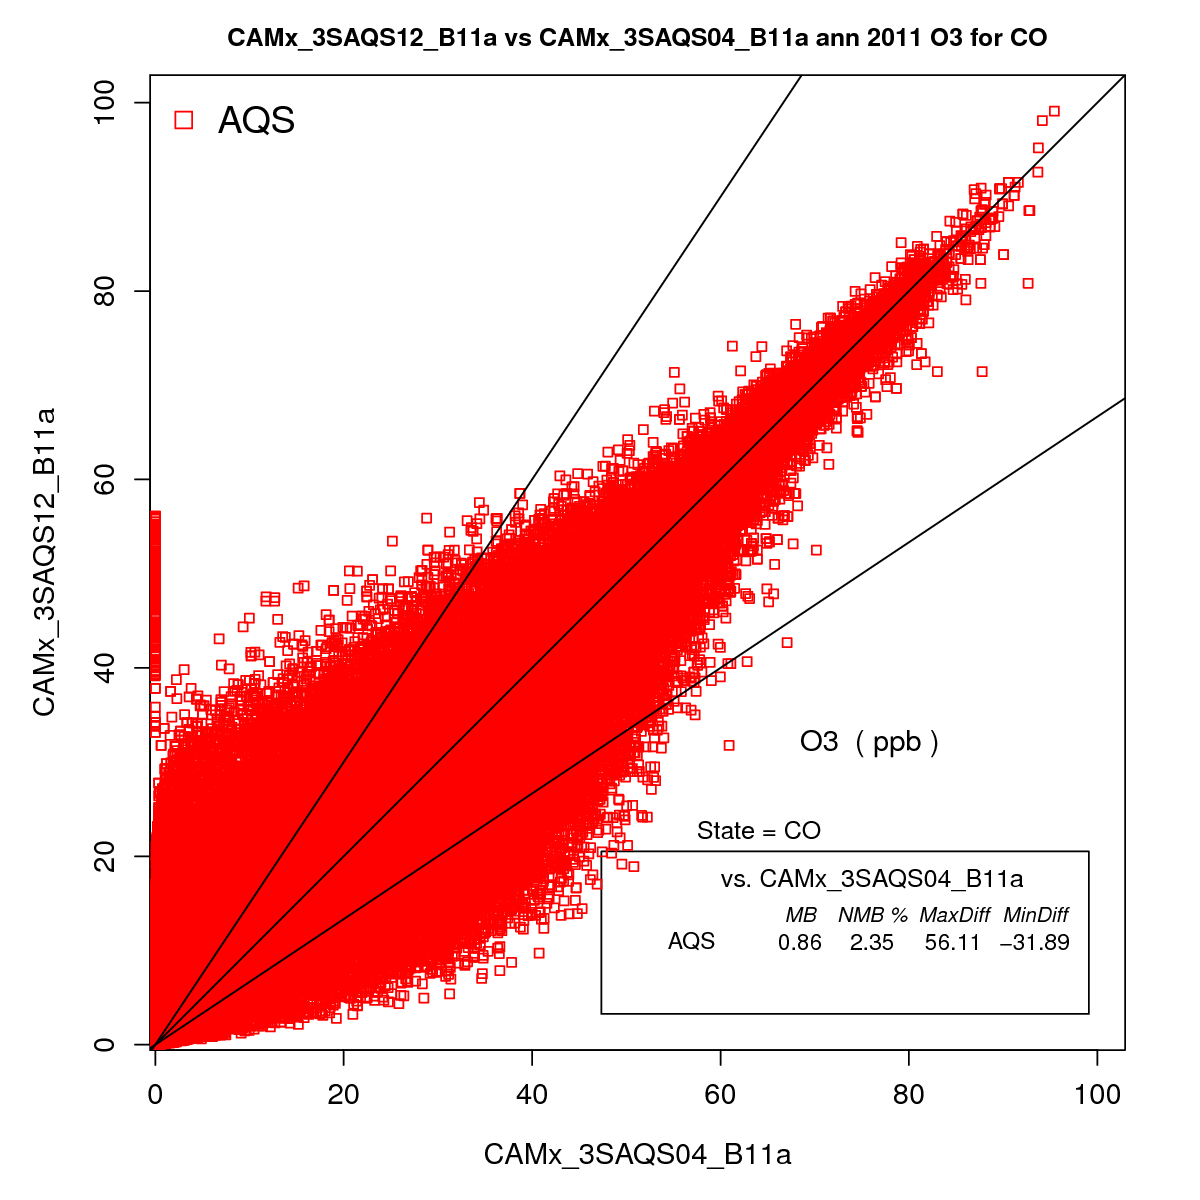 CAMx_3SAQS12_B11a vs CAMx_3SAQS04_B11a ann 2011 O3 for CO
AQS
100
80
60
40
20
0
CAMx_3SAQS12_B11a
O3 ( ppb )
State = CO
vs. CAMx_3SAQS04_B11a
MB NMB % MaxDiff MinDiff
AQS 0.86 2.35 56.11 −31.89
0 20 40 60 80 100
CAMx_3SAQS04_B11a